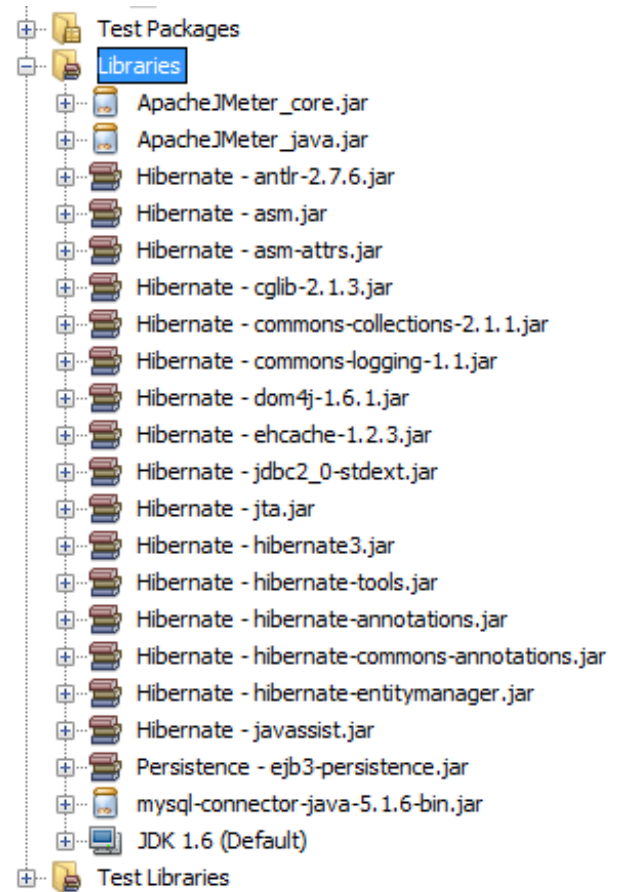 Test Packages
Libraries
ApacheJMeter_core.jar
ApacheJMeter_java.jar
Hibernate - antlr-2.7.6.jar
Hibernate - asm.jar
Hibernate - asm-attrs.jar
Hibernate - cglib-2.1.3.jar
Hibernate - commons-collections-2.1.1.jar
Hibernate - commons-logging-1.1.jar
Hibernate - dom4j-1.6.1.jar
Hibernate - ehcache-1.2.3.jar
Hibernate - jdbc2_0-stdext.jar
Hibernate - jta.jar
Hibernate - hibernate3.jar
Hibernate - hibernate-tools.jar
Hibernate - hibernate-annotations.jar
Hibernate - hibernate-commons-annotations.jar
Hibernate - hibernate-entitymanager.jar
Hibernate - javassist.jar
Persistence - ejb3-persistence.jar
mysql-connector-java-5.1.6-bin.jar
JDK 1.6 (Default)
Test Libraries